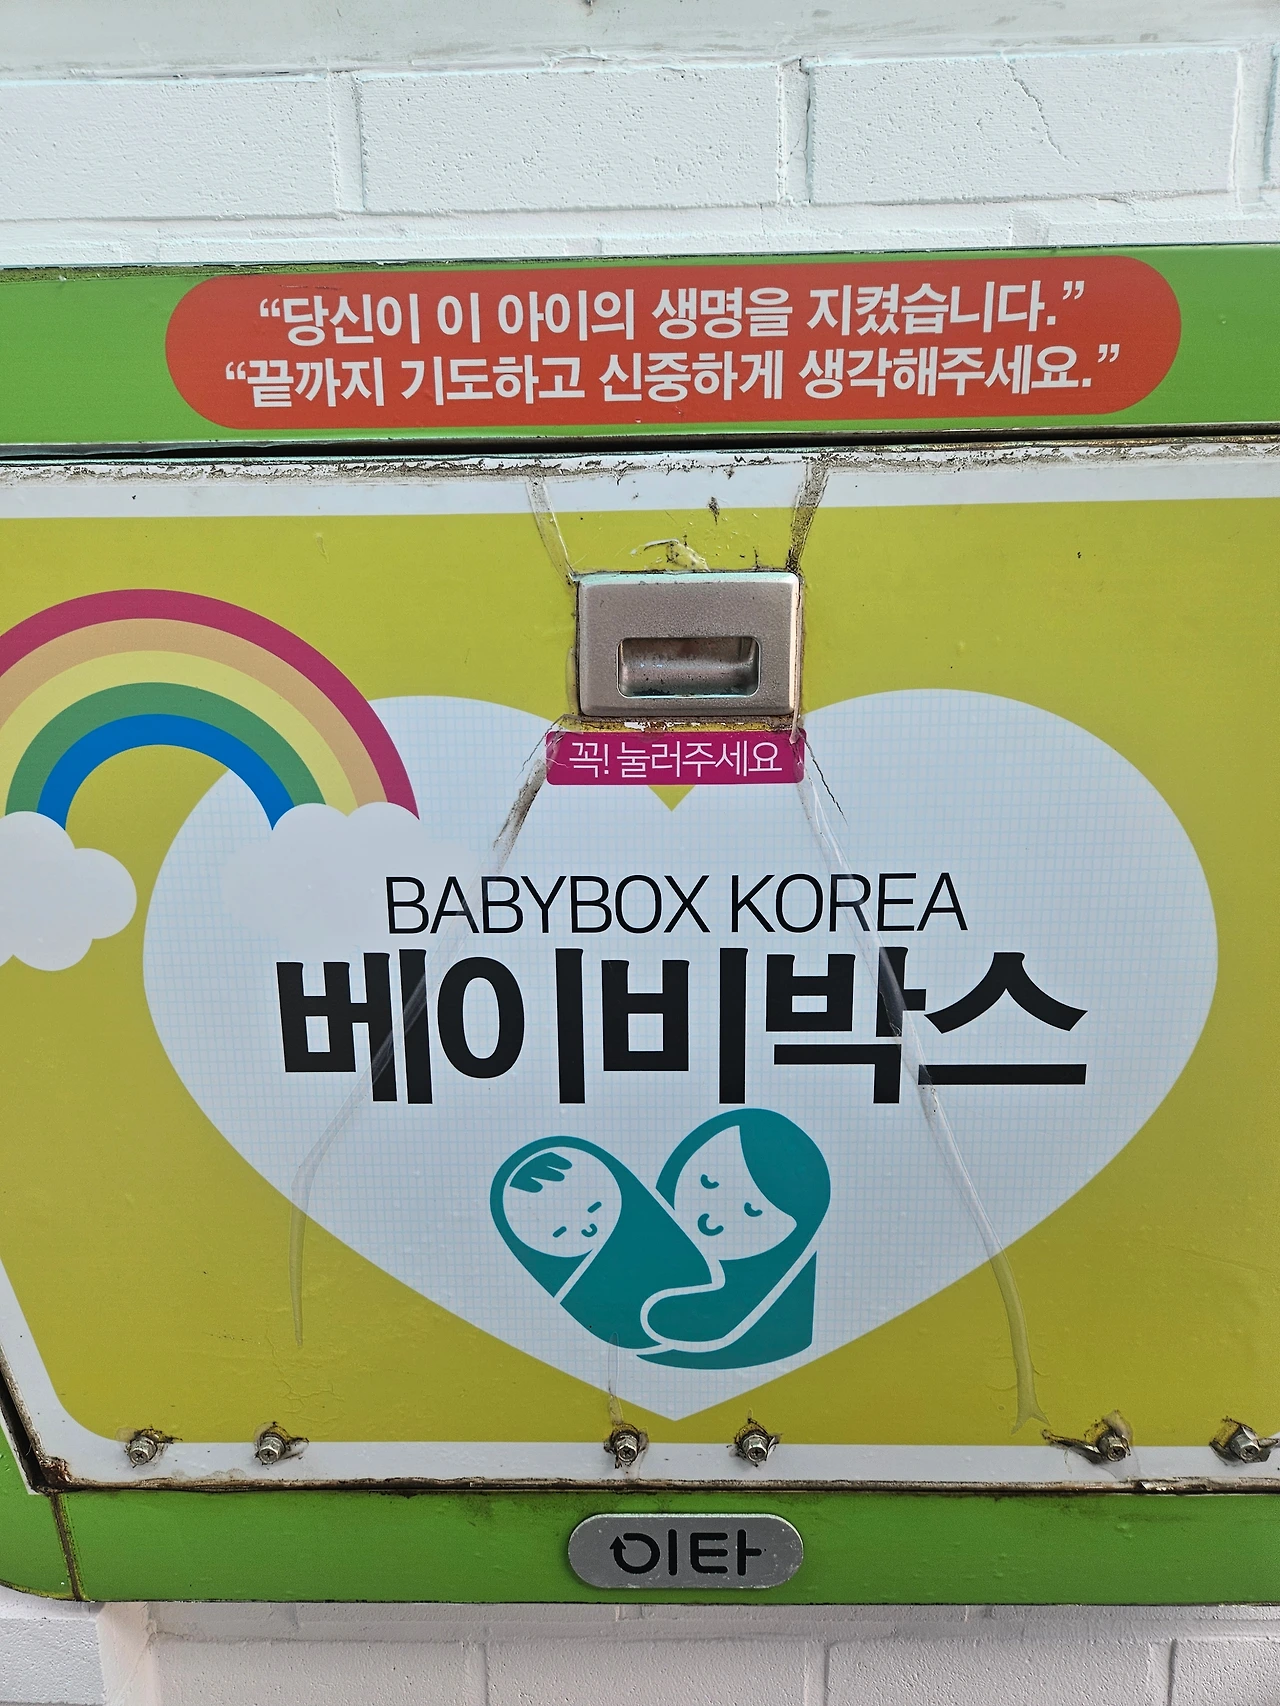 “당신이 이 아이의 생명을 지켰습니다.”
“끝까지 기도하고 신중하게 생각해주세요.”
꼭! 눌러주세요
BABYBOX KOREA
베이비박스
이타